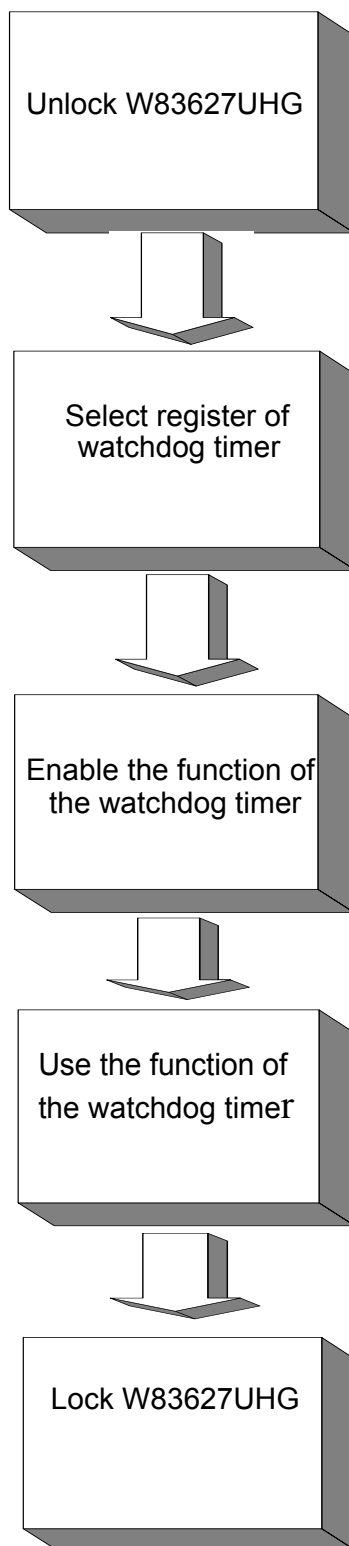 Unlock W83627UHG
Select register of
watchdog timer
Enable the function of
the watchdog timer
Use the function of
the watchdog timer
Lock W83627UHG